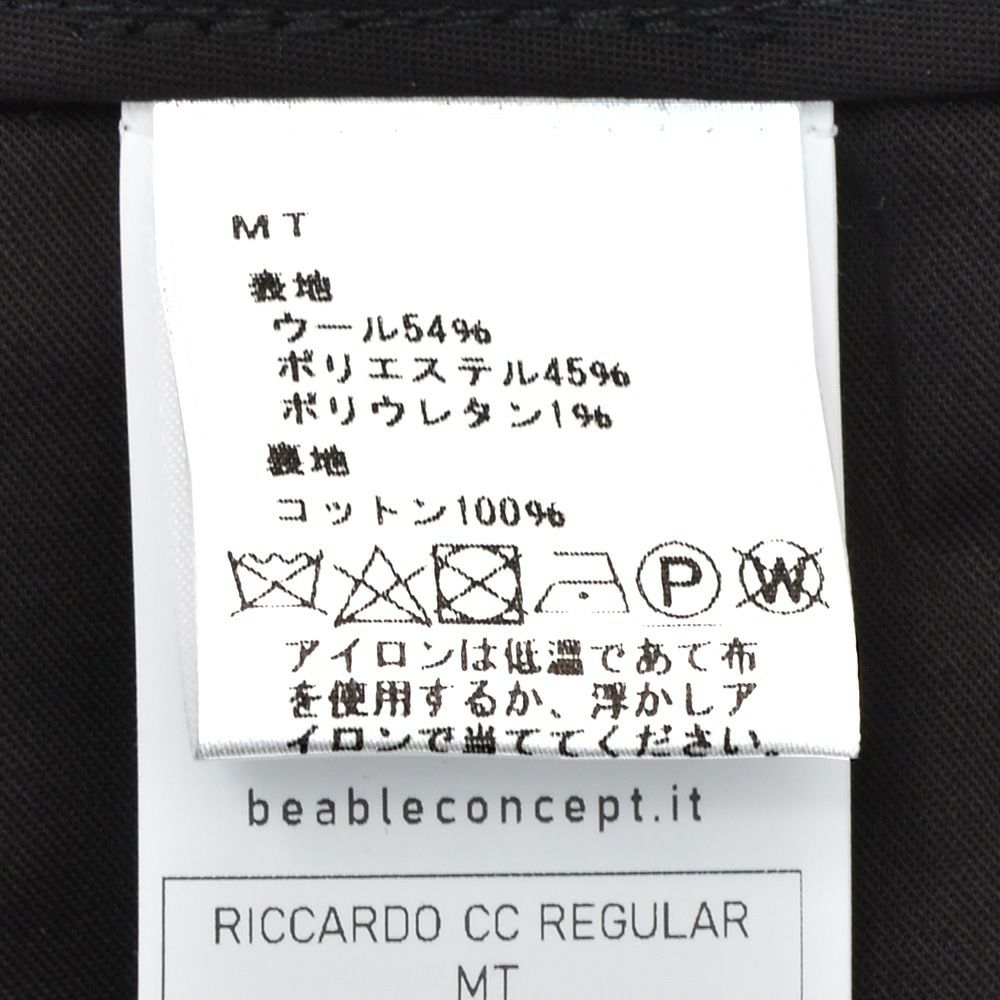 MT
表地
ウール54%
ポリエステル45%
ポリウレタン1%
裏地
コットン100%
P W
アイロンは低温であて布
を使用するか、浮かしア
イロンで当ててください。
beableconcept.it
RICCARDO CC REGULAR
MT